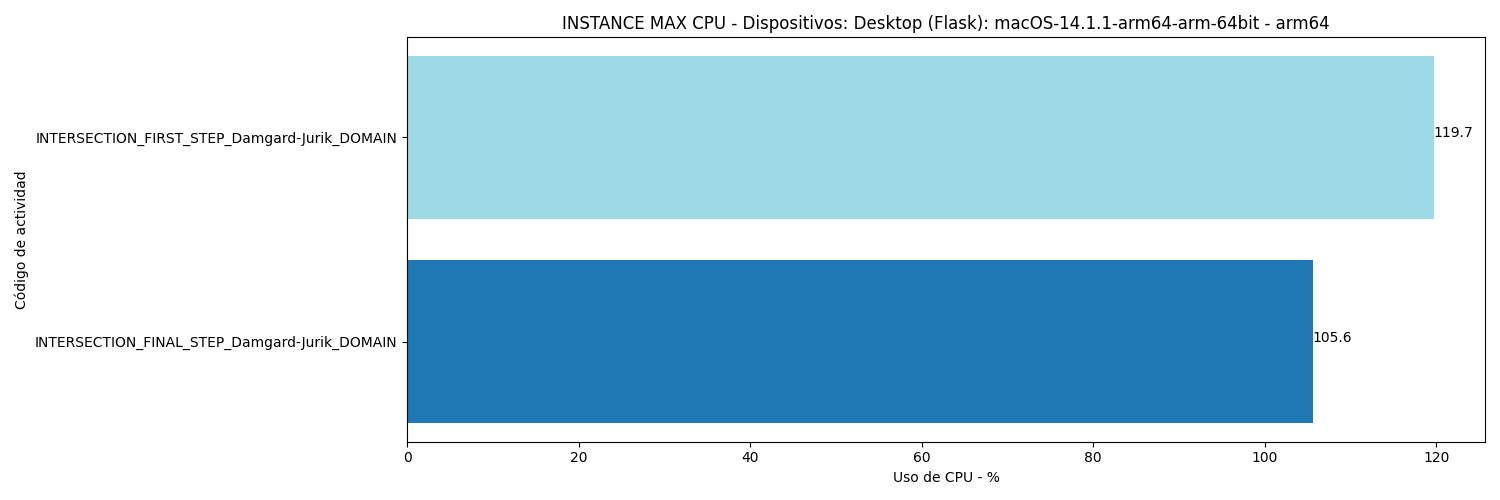 INSTANCE MAX CPU - Dispositivos: Desktop (Flask): macOS-14.1.1-arm64-arm-64bit - arm64
Código de actividad
INTERSECTION_FIRST_STEP_Damgard-Jurik_DOMAIN
119.7
INTERSECTION_FINAL_STEP_Damgard-Jurik_DOMAIN
105.6
0 20 40 60 80 100 120
Uso de CPU - %